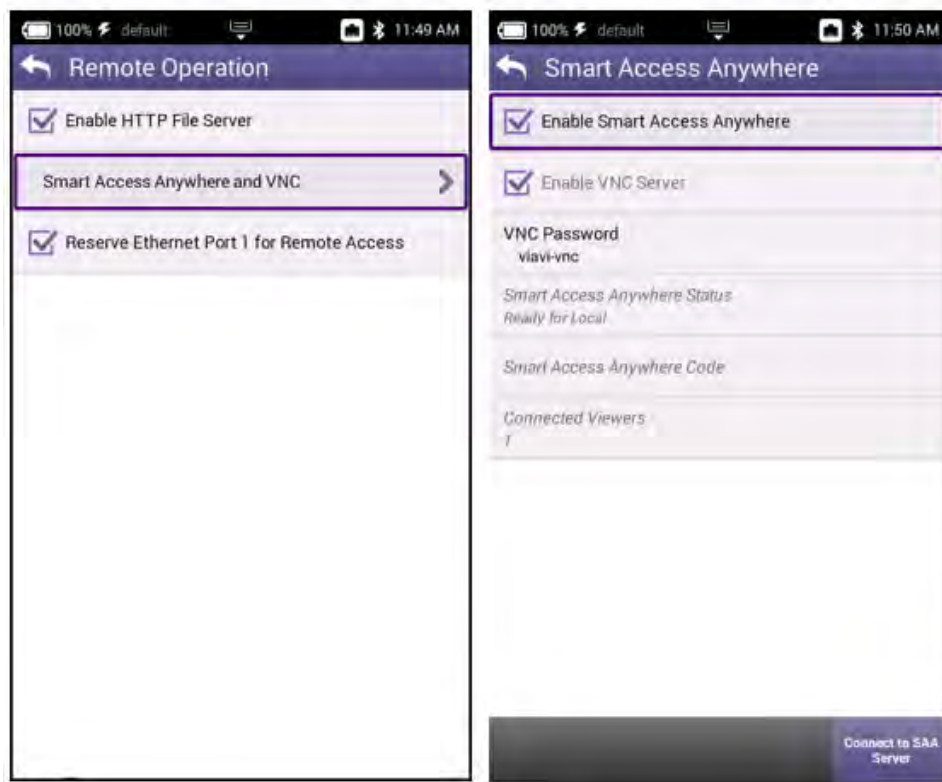 100% default 11:49 AM
Remote Operation
Enable HTTP File Server
Smart Access Anywhere and VNC
Reserve Ethernet Port 1 for Remote Access
100% default 11:50 AM
Smart Access Anywhere
Enable Smart Access Anywhere
Enable VNC Server
VNC Password
viavi-vnc
Smart Access Anywhere Status
Ready for Local
Smart Access Anywhere Code
Connected Viewers
1
Connect to SAA
Server